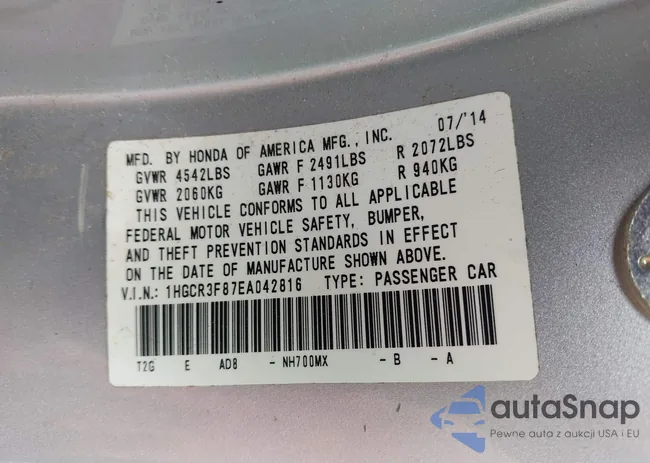 MFD. BY HONDA OF AMERICA MFG., INC. 07/'14
GVWR 4542LBS GAWR F 2491LBS R 2072LBS
GVWR 2060KG GAWR F 1130KG R 940KG
THIS VEHICLE CONFORMS TO ALL APPLICABLE
FEDERAL MOTOR VEHICLE SAFETY, BUMPER,
AND THEFT PREVENTION STANDARDS IN EFFECT
ON THE DATE OF MANUFACTURE SHOWN ABOVE.
V.I.N.: 1HGCR3F87EA042816 TYPE: PASSENGER CAR
T2G E AD8 - NH700MX - B - A
autaSnap
Pewne auta z aukcji USA i EU